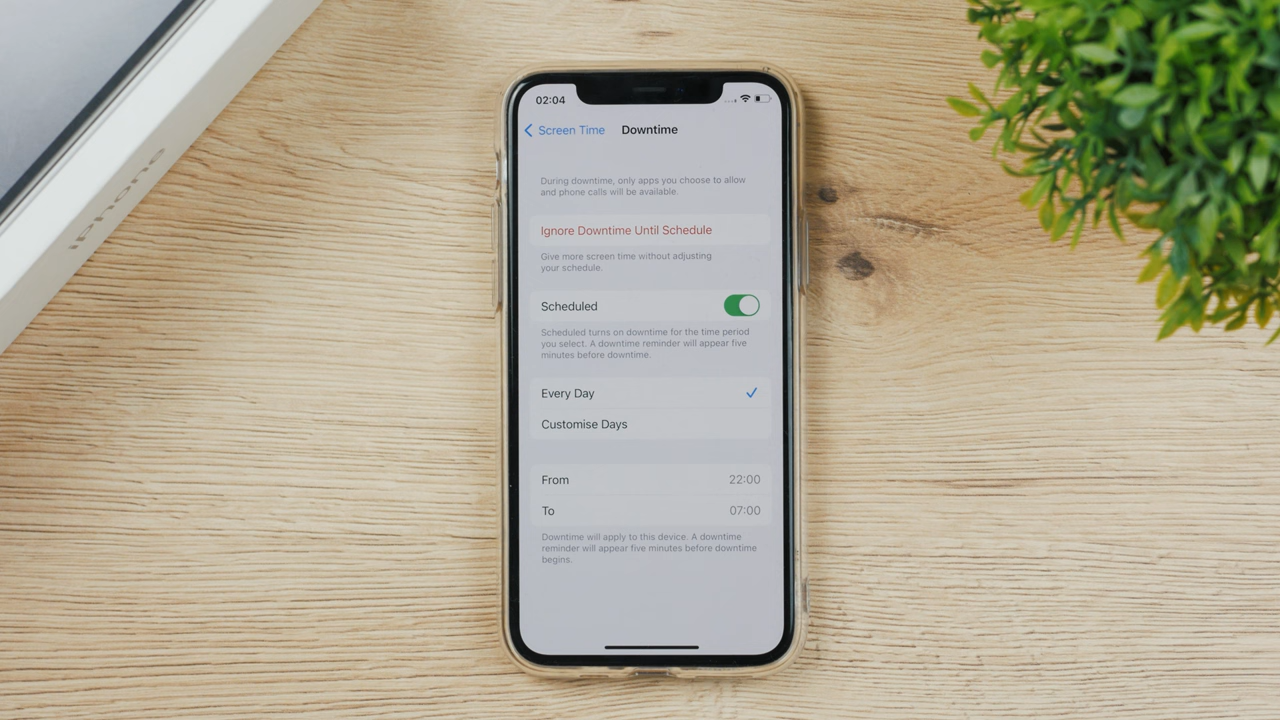 iphone
02:04
Screen Time
Downtime
During downtime, only apps you choose to allow
and phone calls will be available.
Ignore Downtime Until Schedule
Give more screen time without adjusting
your schedule.
Scheduled
Scheduled turns on downtime for the time period
you select. A downtime reminder will appear five
minutes before downtime.
Every Day
Customise Days
From 22:00
To 07:00
Downtime will apply to this device. A downtime
reminder will appear five minutes before downtime
begins.